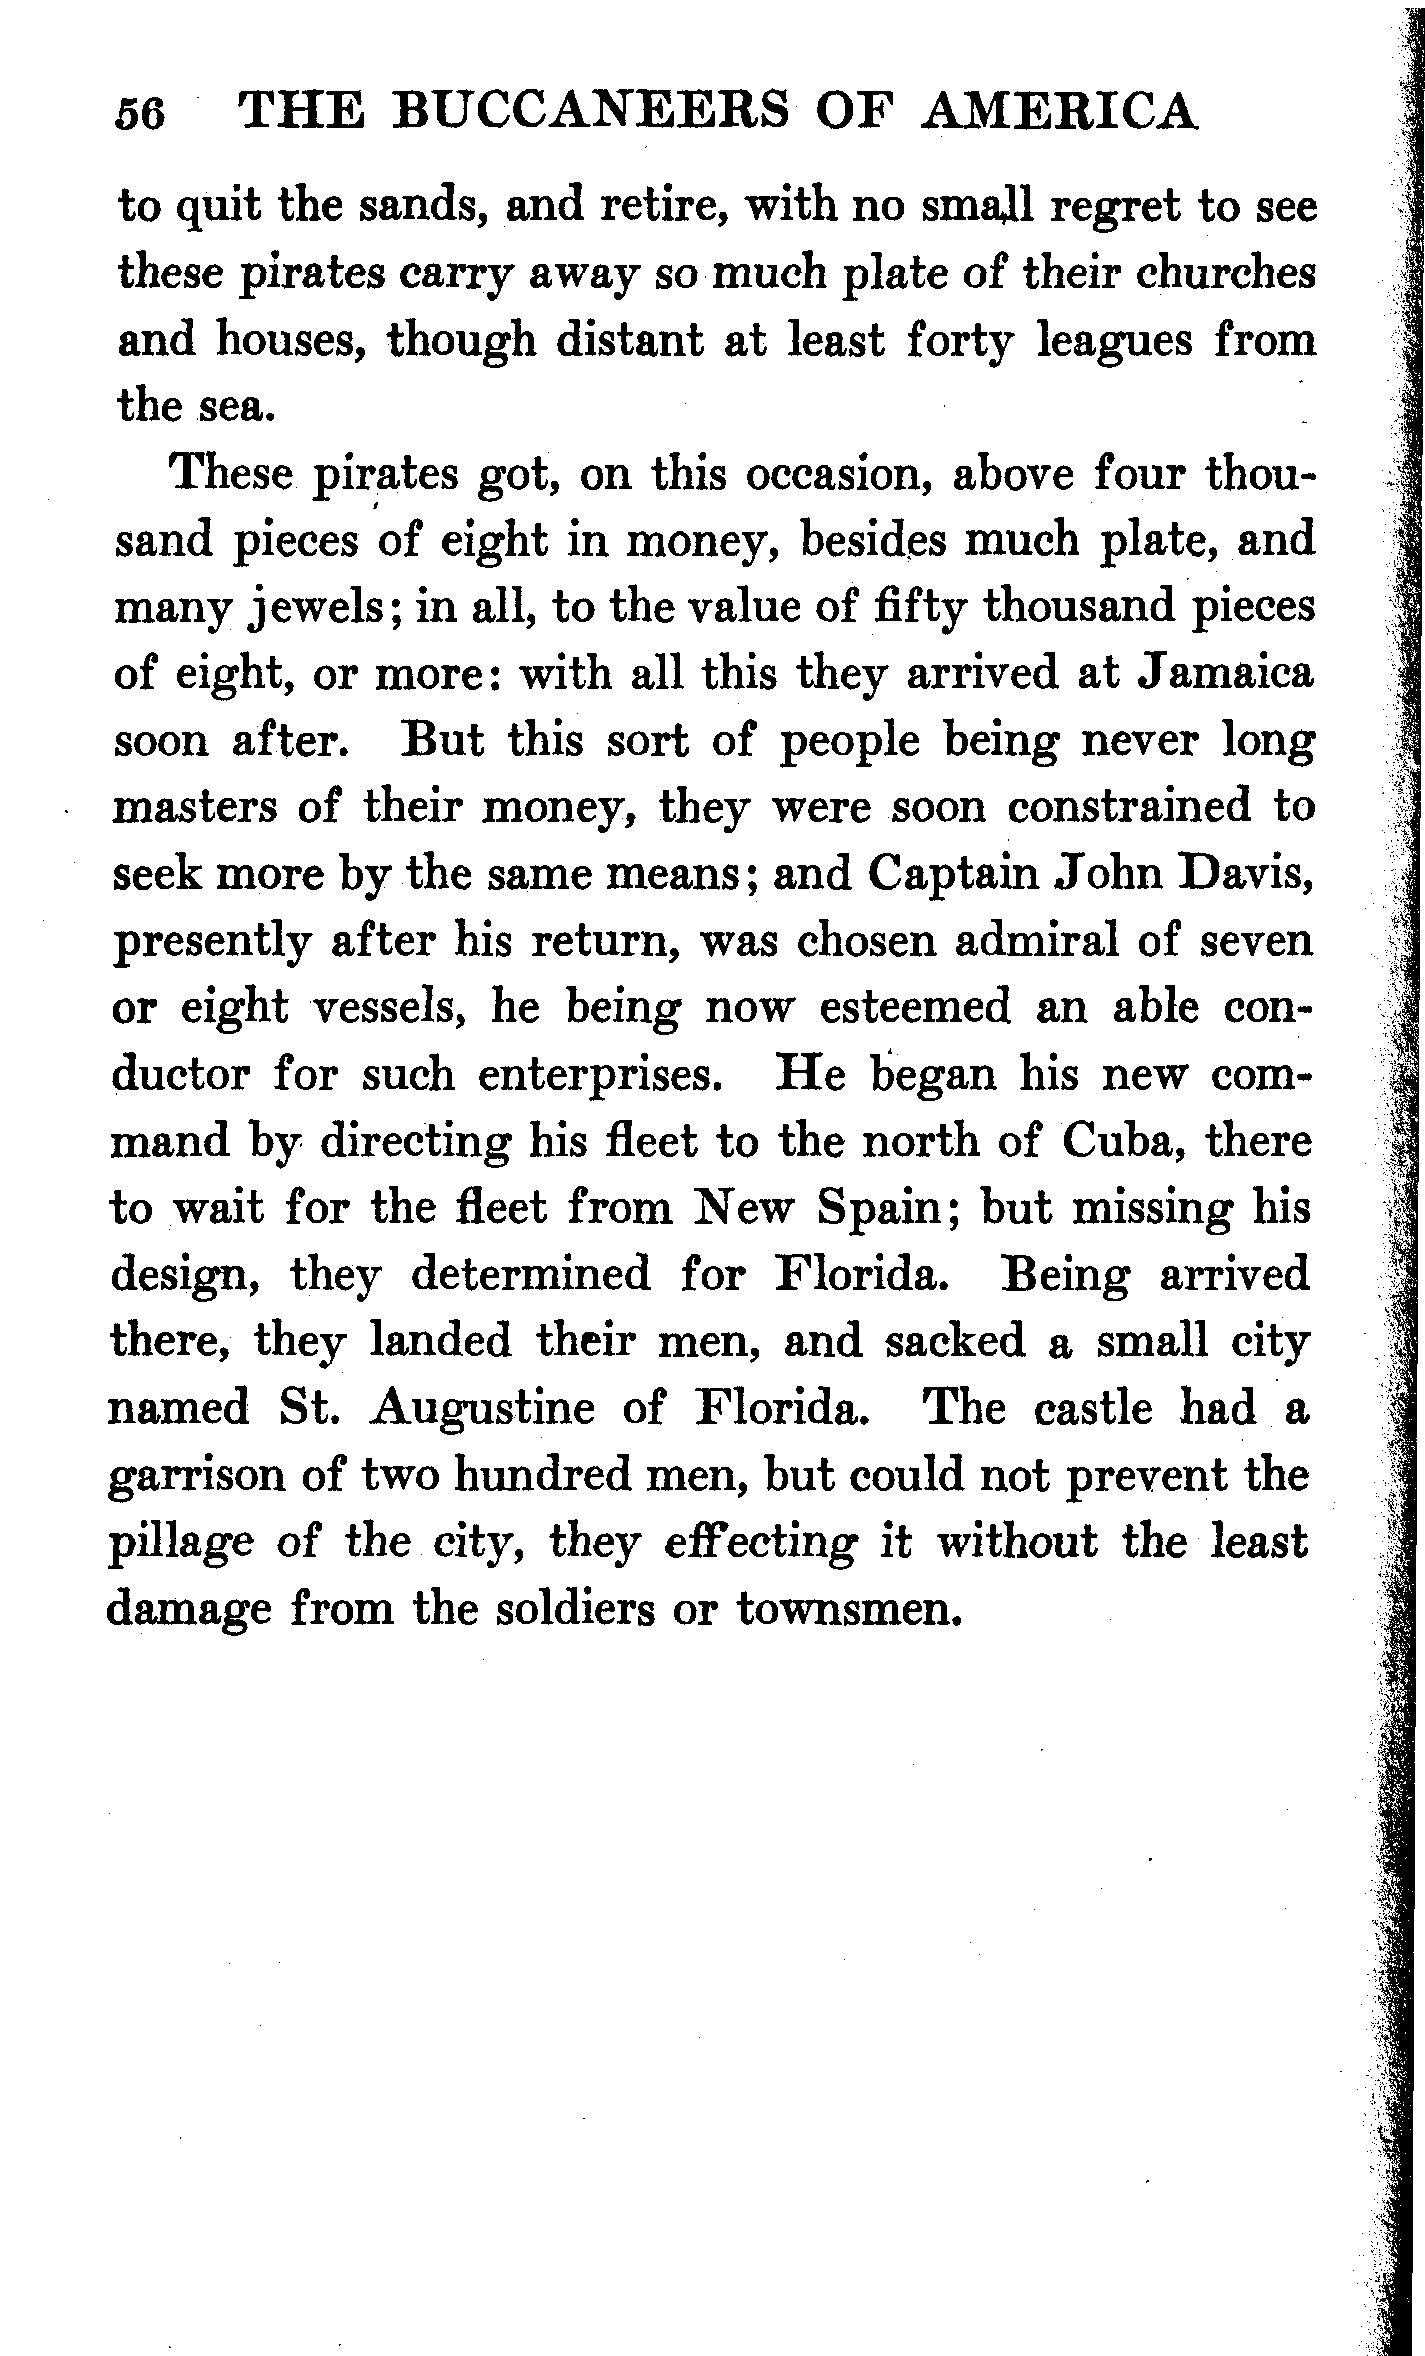 56 THE BUCCANEERS OF AMERICA
to quit the sands, and retire, with no small regret to see
these pirates carry away so much plate of their churches
and houses, though distant at least forty leagues from
the sea.
These pirates got, on this occasion, above four thou-
sand pieces of eight in money, besides much plate, and
many jewels; in all, to the value of fifty thousand pieces
of eight, or more: with all this they arrived at Jamaica
soon after. But this sort of people being never long
masters of their money, they were soon constrained to
seek more by the same means; and Captain John Davis,
presently after his return, was chosen admiral of seven
or eight vessels, he being now esteemed an able con-
ductor for such enterprises. He began his new com-
mand by directing his fleet to the north of Cuba, there
to wait for the fleet from New Spain; but missing his
design, they determined for Florida. Being arrived
there, they landed their men, and sacked a small city
named St. Augustine of Florida. The castle had a
garrison of two hundred men, but could not prevent the
pillage of the city, they effecting it without the least
damage from the soldiers or townsmen.